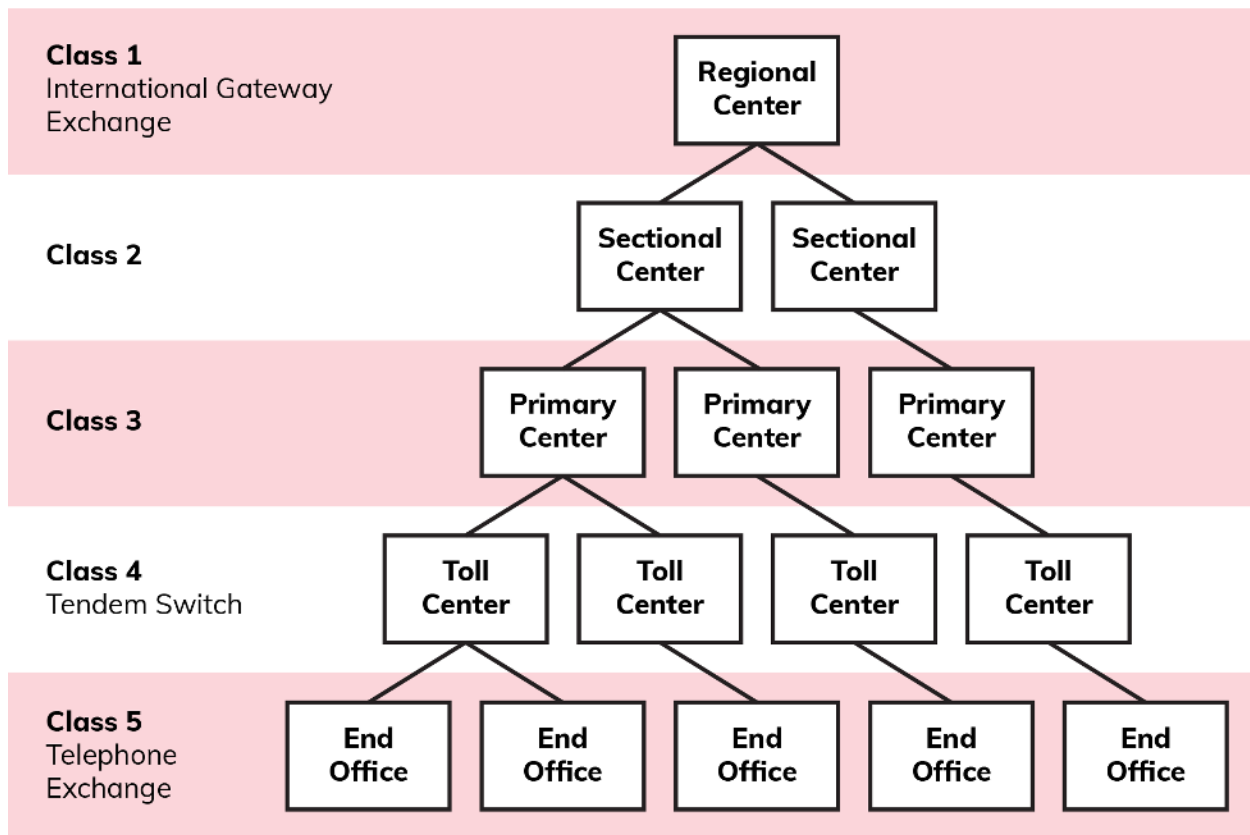 Class 1
International Gateway
Exchange
Regional
Center
Class 2
Sectional
Center
Sectional
Center
Class 3
Primary
Center
Primary
Center
Primary
Center
Class 4
Tendem Switch
Toll
Center
Toll
Center
Toll
Center
Toll
Center
Class 5
Telephone
Exchange
End
Office
End
Office
End
Office
End
Office
End
Office